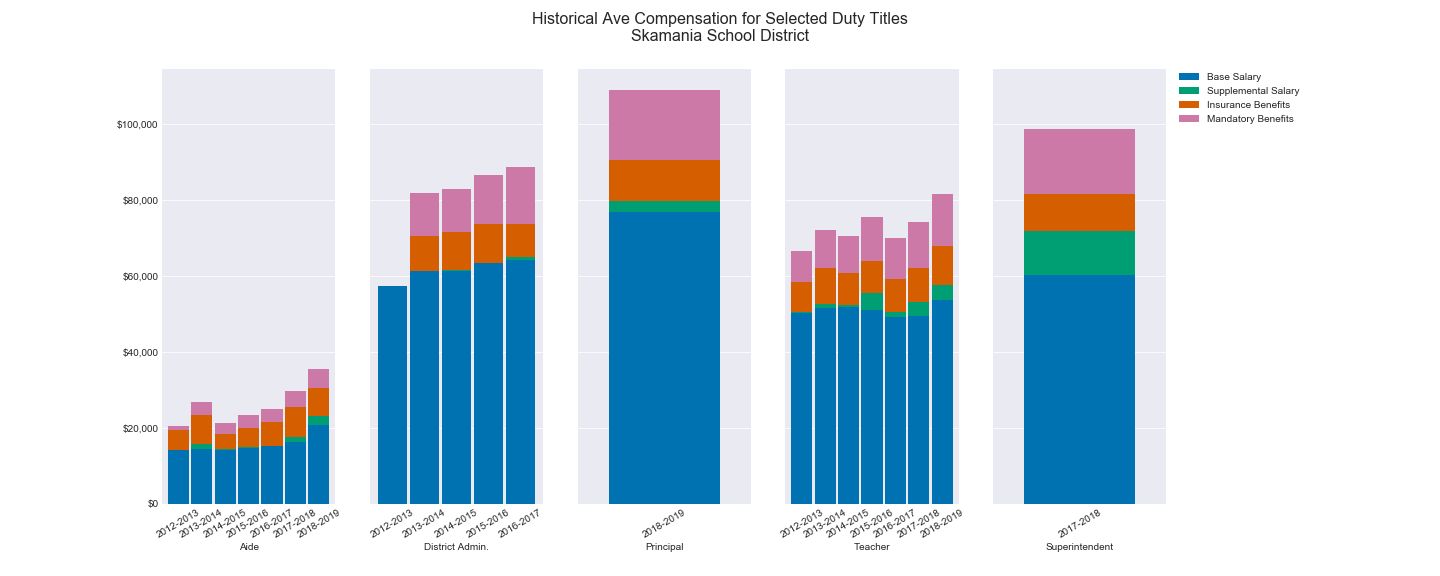 Historical Ave Compensation for Selected Duty Titles
Skamania School District
Base Salary
Supplemental Salary
Insurance Benefits
Mandatory Benefits
$100,000
$80,000
$60,000
$40,000
$20,000
$0
2012-2013
2013-2014
2014-2015
2015-2016
2016-2017
2017-2018
2018-2019
Aide
2012-2013
2013-2014
2014-2015
2015-2016
2016-2017
District Admin.
2018-2019
Principal
2012-2013
2013-2014
2014-2015
2015-2016
2016-2017
2017-2018
2018-2019
Teacher
2017-2018
Superintendent